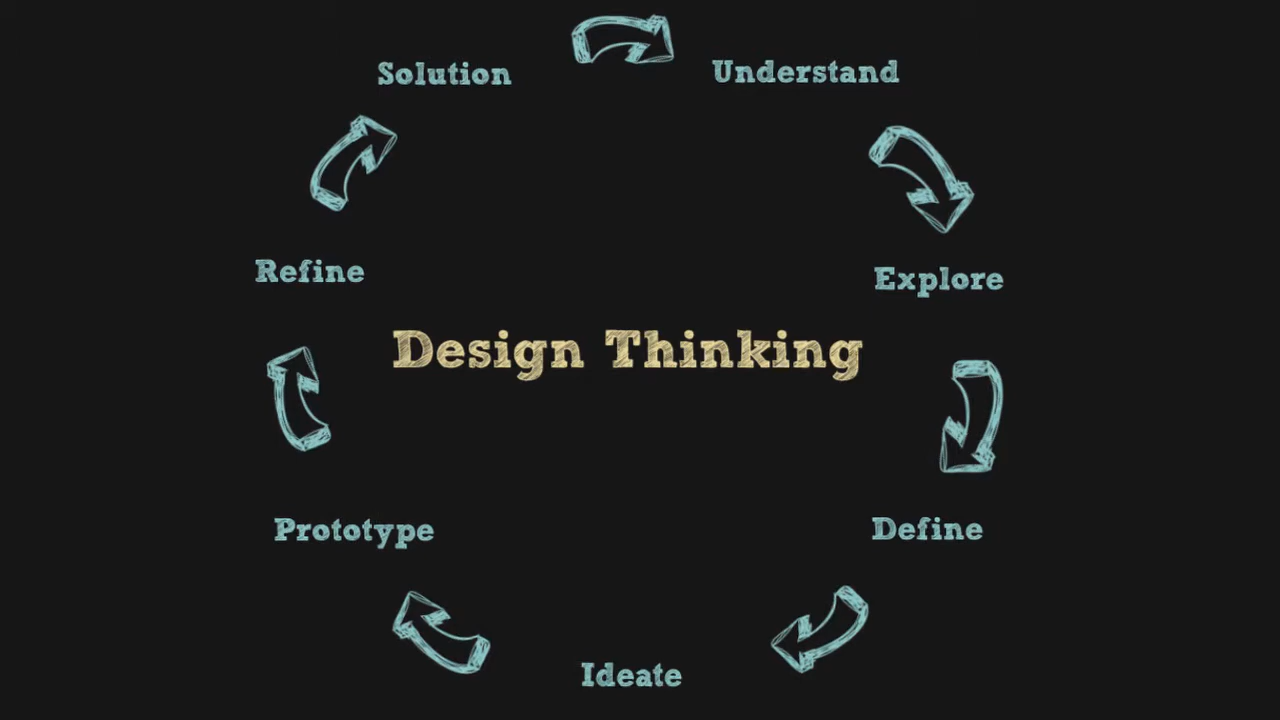 Solution
Understand
Refine
Explore
Design Thinking
Prototype
Define
Ideate